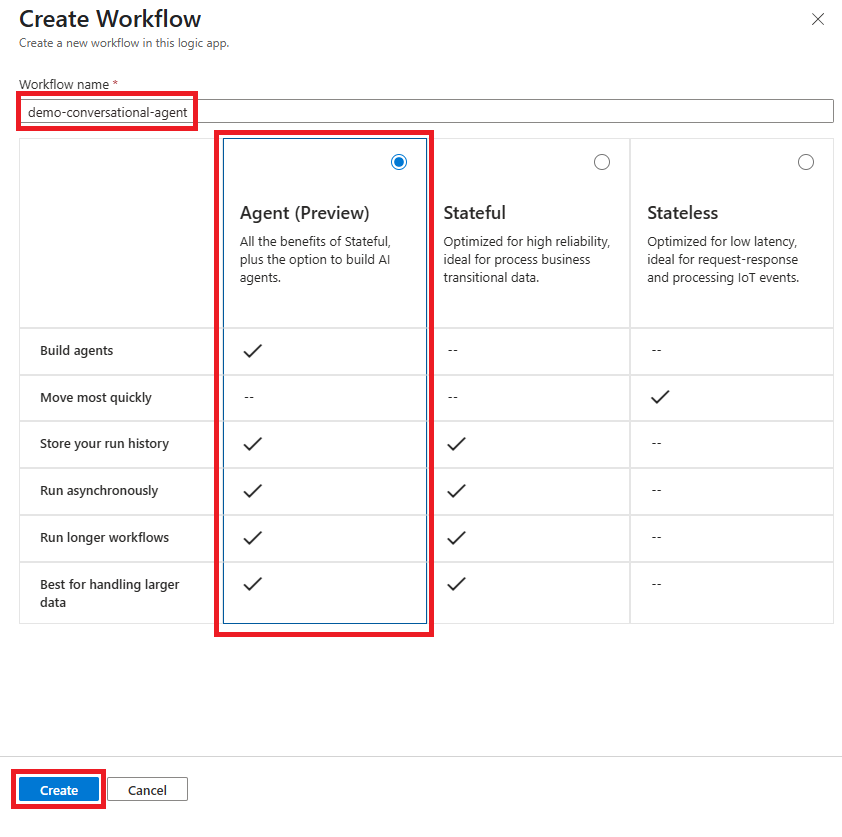 Create Workflow
Create a new workflow in this logic app.
Workflow name *
demo-conversational-agent
Agent (Preview)
All the benefits of Stateful,
plus the option to build AI
agents.
Stateful
Optimized for high reliability,
ideal for process business
transitional data.
Stateless
Optimized for low latency,
ideal for request-response
and processing IoT events.
Build agents -- --
Move most quickly -- --
Store your run history --
Run asynchronously --
Run longer workflows --
Best for handling larger
data --
Create Cancel